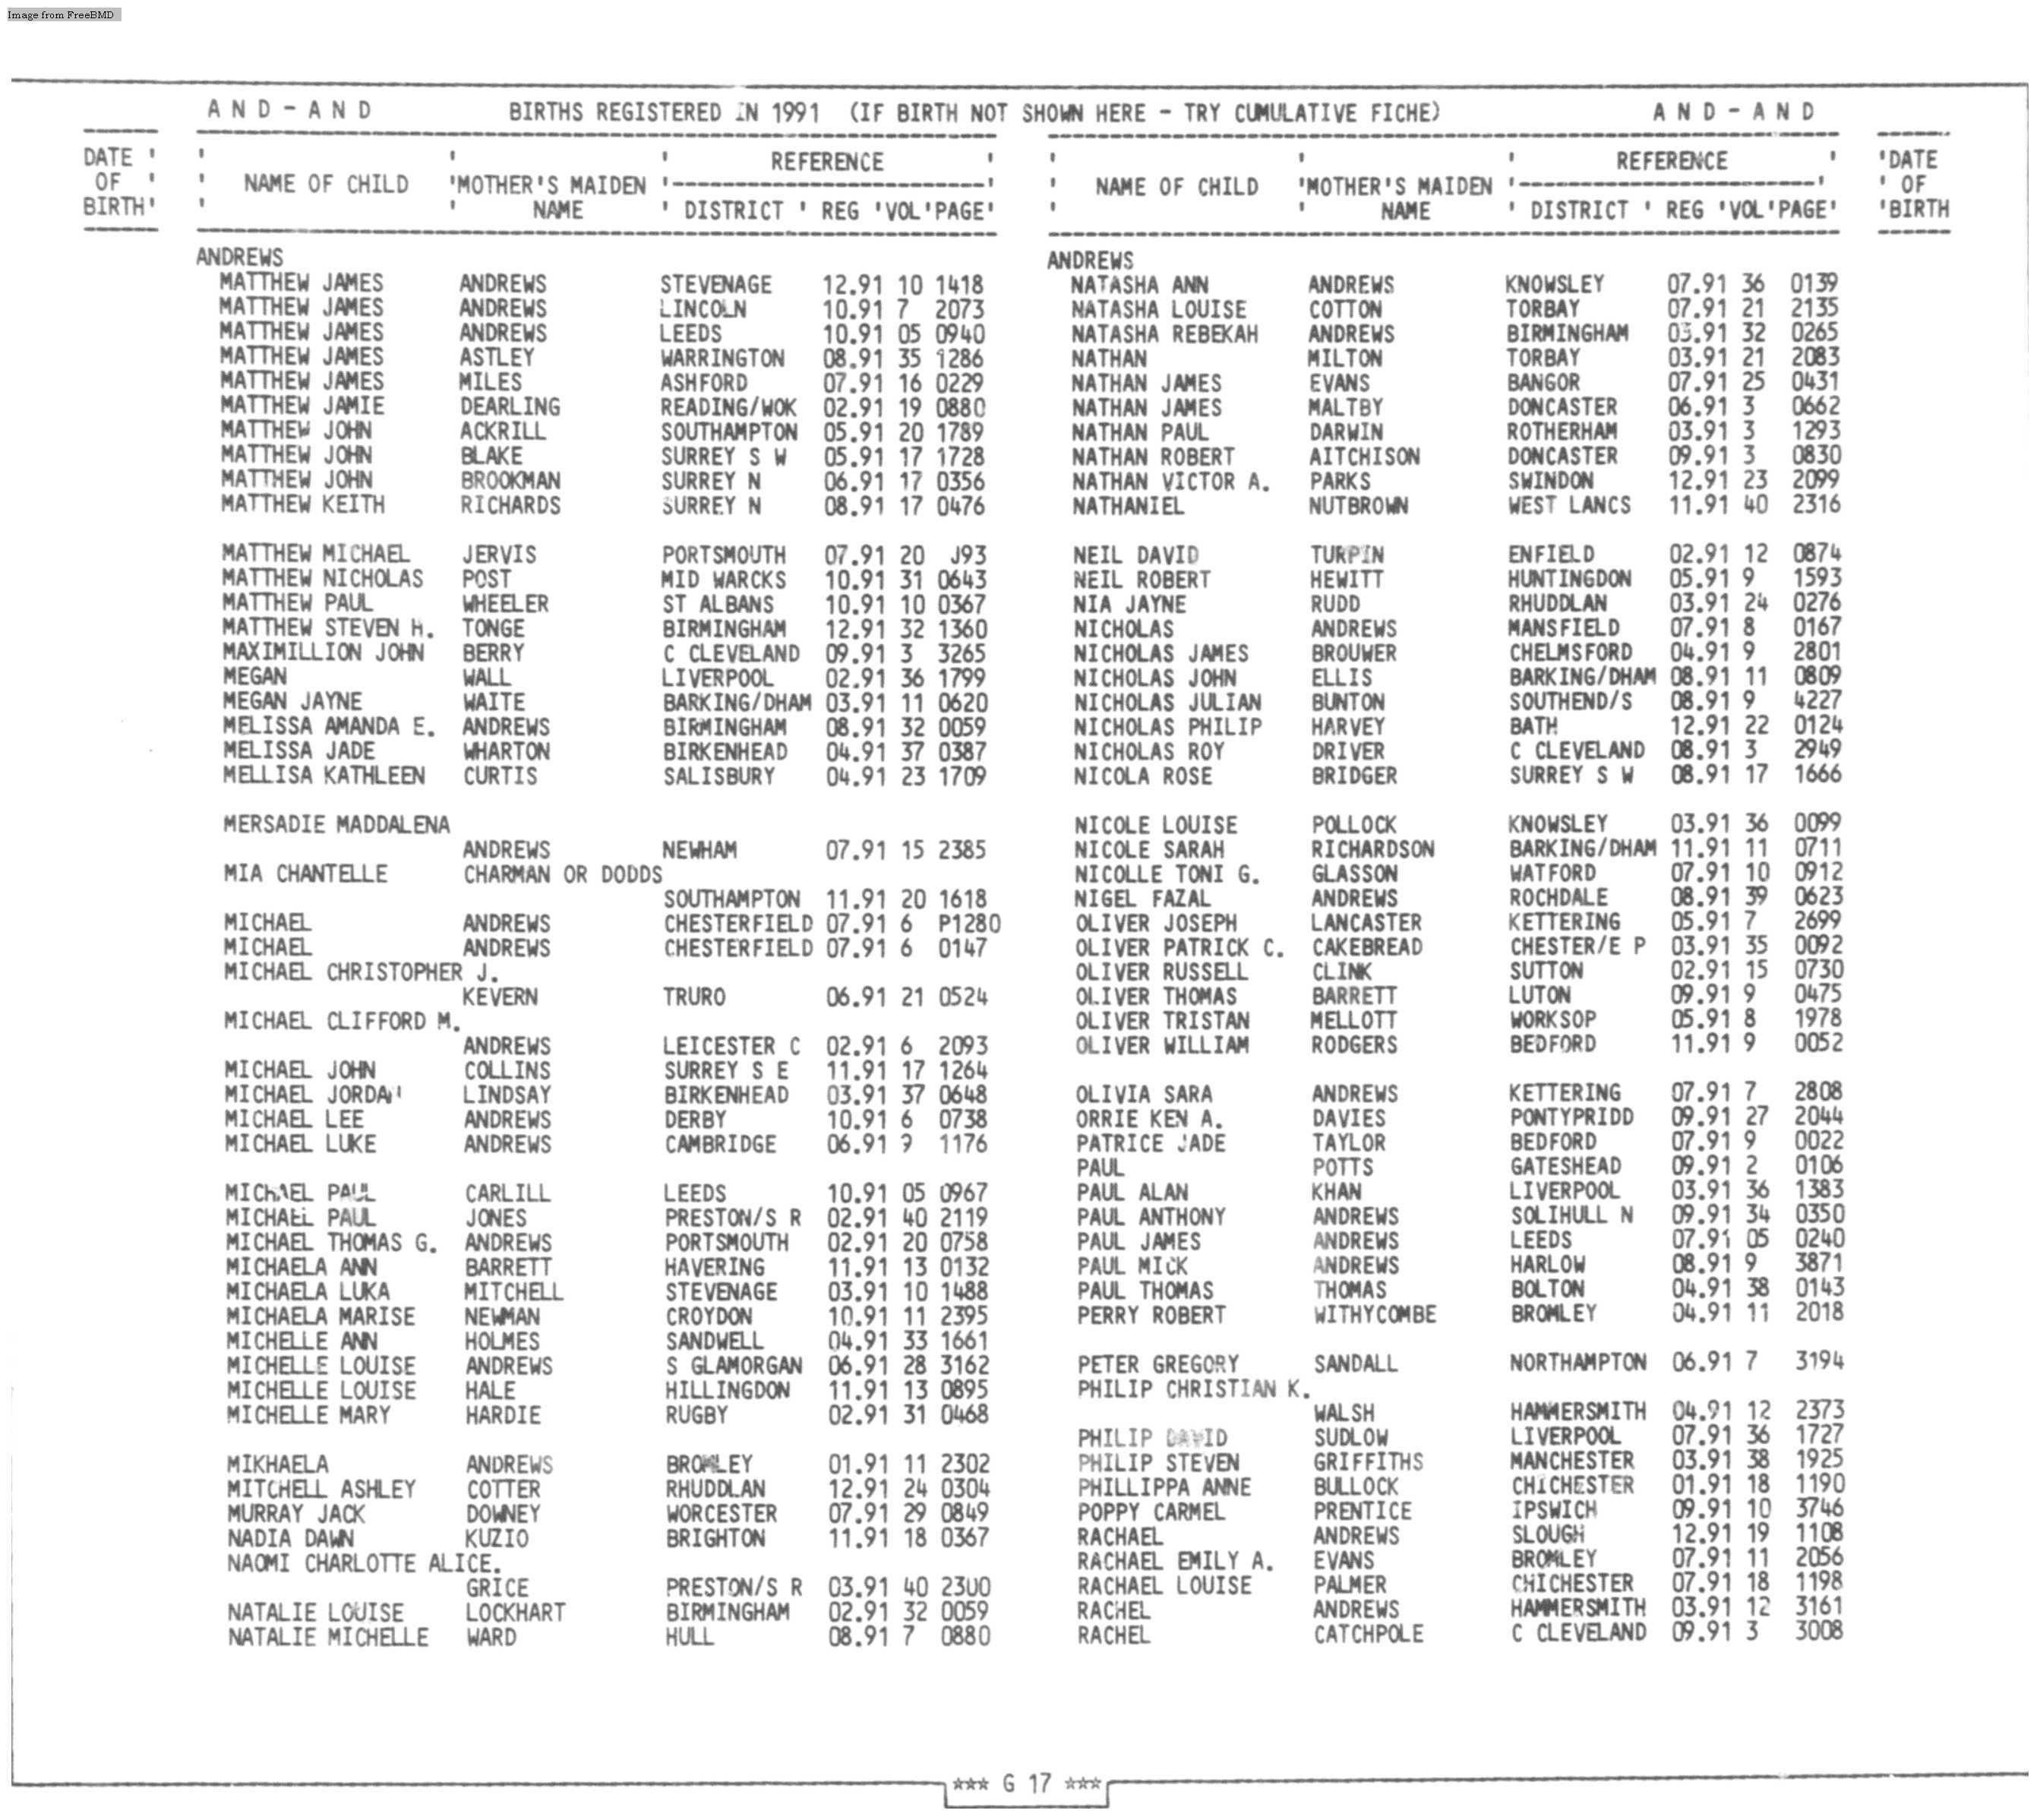 Image from FreeBMD
A N D - A N D BIRTHS REGISTERED IN 1991 (IF BIRTH NOT SHOWN HERE - TRY CUMULATIVE FICHE) A N D - A N D
DATE OF BIRTH
NAME OF CHILD MOTHER'S MAIDEN NAME REFERENCE DISTRICT REG VOL PAGE
NAME OF CHILD MOTHER'S MAIDEN NAME REFERENCE DISTRICT REG VOL PAGE
DATE OF BIRTH
ANDREWS
MATTHEW JAMES ANDREWS STEVENAGE 12.91 10 1418
MATTHEW JAMES ANDREWS LINCOLN 10.91 7 2073
MATTHEW JAMES ANDREWS LEEDS 10.91 05 0940
MATTHEW JAMES ASTLEY WARRINGTON 08.91 35 1286
MATTHEW JAMES MILES ASHFORD 07.91 16 0229
MATTHEW JAMIE DEARLING READING/WOK 02.91 19 0880
MATTHEW JOHN ACKRILL SOUTHAMPTON 05.91 20 1789
MATTHEW JOHN BLAKE SURREY S W 05.91 17 1728
MATTHEW JOHN BROOKMAN SURREY N 06.91 17 0356
MATTHEW KEITH RICHARDS SURREY N 08.91 17 0476
MATTHEW MICHAEL JERVIS PORTSMOUTH 07.91 20 J93
MATTHEW NICHOLAS POST MID WARCKS 10.91 31 0643
MATTHEW PAUL WHEELER ST ALBANS 10.91 10 0367
MATTHEW STEVEN H. TONGE BIRMINGHAM 12.91 32 1360
MAXIMILLION JOHN BERRY C CLEVELAND 09.91 3 3265
MEGAN WALL LIVERPOOL 02.91 36 1799
MEGAN JAYNE WAITE BARKING/DHAM 03.91 11 0620
MELISSA AMANDA E. ANDREWS BIRMINGHAM 08.91 32 0059
MELISSA JADE WHARTON BIRKENHEAD 04.91 37 0387
MELLISA KATHLEEN CURTIS SALISBURY 04.91 23 1709
MERSADIE MADDALENA
ANDREWS NEWHAM 07.91 15 2385
MIA CHANTELLE CHARMAN OR DODDS
SOUTHAMPTON 11.91 20 1618
MICHAEL ANDREWS CHESTERFIELD 07.91 6 P1280
MICHAEL ANDREWS CHESTERFIELD 07.91 6 0147
MICHAEL CHRISTOPHER J.
KEVERN TRURO 06.91 21 0524
MICHAEL CLIFFORD M.
ANDREWS LEICESTER C 02.91 6 2093
MICHAEL JOHN COLLINS SURREY S E 11.91 17 1264
MICHAEL JORDAN LINDSAY BIRKENHEAD 03.91 37 0648
MICHAEL LEE ANDREWS DERBY 10.91 6 0738
MICHAEL LUKE ANDREWS CAMBRIDGE 06.91 9 1176
MICHAEL PAUL CARLILL LEEDS 10.91 05 0967
MICHAEL PAUL JONES PRESTON/S R 02.91 40 2119
MICHAEL THOMAS G. ANDREWS PORTSMOUTH 02.91 20 0758
MICHAELA ANN BARRETT HAVERING 11.91 13 0132
MICHAELA LUKA MITCHELL STEVENAGE 03.91 10 1488
MICHAELA MARISE NEWMAN CROYDON 10.91 11 2395
MICHELLE ANN HOLMES SANDWELL 04.91 33 1661
MICHELLE LOUISE ANDREWS S GLAMORGAN 06.91 28 3162
MICHELLE LOUISE HALE HILLINGDON 11.91 13 0895
MICHELLE MARY HARDIE RUGBY 02.91 31 0468
MIKHAELA ANDREWS BROMLEY 01.91 11 2302
MITCHELL ASHLEY COTTER RHUDDLAN 12.91 24 0304
MURRAY JACK DOWNEY WORCESTER 07.91 29 0849
NADIA DAWN KUZIO BRIGHTON 11.91 18 0367
NAOMI CHARLOTTE ALICE.
GRICE PRESTON/S R 03.91 40 2300
NATALIE LOUISE LOCKHART BIRMINGHAM 02.91 32 0059
NATALIE MICHELLE WARD HULL 08.91 7 0880
ANDREWS
NATASHA ANN ANDREWS KNOWSLEY 07.91 36 0139
NATASHA LOUISE COTTON TORBAY 07.91 21 2135
NATASHA REBEKAH ANDREWS BIRMINGHAM 03.91 32 0265
NATHAN MILTON TORBAY 03.91 21 2083
NATHAN JAMES EVANS BANGOR 07.91 25 0431
NATHAN JAMES MALTBY DONCASTER 06.91 3 0662
NATHAN PAUL DARWIN ROTHERHAM 03.91 3 1293
NATHAN ROBERT AITCHISON DONCASTER 09.91 3 0830
NATHAN VICTOR A. PARKS SWINDON 12.91 23 2099
NATHANIEL NUTBROWN WEST LANCS 11.91 40 2316
NEIL DAVID TURPIN ENFIELD 02.91 12 0874
NEIL ROBERT HEWITT HUNTINGDON 05.91 9 1593
NIA JAYNE RUDD RHUDDLAN 03.91 24 0276
NICHOLAS ANDREWS MANSFIELD 07.91 8 0167
NICHOLAS JAMES BROUWER CHELMSFORD 04.91 9 2801
NICHOLAS JOHN ELLIS BARKING/DHAM 08.91 11 0809
NICHOLAS JULIAN BUNTON SOUTHEND/S 08.91 9 4227
NICHOLAS PHILIP HARVEY BATH 12.91 22 0124
NICHOLAS ROY DRIVER C CLEVELAND 08.91 3 2949
NICOLA ROSE BRIDGER SURREY S W 08.91 17 1666
NICOLE LOUISE POLLOCK KNOWSLEY 03.91 36 0099
NICOLE SARAH RICHARDSON BARKING/DHAM 11.91 11 0711
NICOLLE TONI G. GLASSON WATFORD 07.91 10 0912
NIGEL FAZAL ANDREWS ROCHDALE 08.91 39 0623
OLIVER JOSEPH LANCASTER KETTERING 05.91 7 2699
OLIVER PATRICK C. CAKEBREAD CHESTER/E P 03.91 35 0092
OLIVER RUSSELL CLINK SUTTON 02.91 15 0730
OLIVER THOMAS BARRETT LUTON 09.91 9 0475
OLIVER TRISTAN MELLOTT WORKSOP 05.91 8 1978
OLIVER WILLIAM RODGERS BEDFORD 11.91 9 0052
OLIVIA SARA ANDREWS KETTERING 07.91 7 2808
ORRIE KEN A. DAVIES PONTYPRIDD 09.91 27 2044
PATRICE JADE TAYLOR BEDFORD 07.91 9 0022
PAUL POTTS GATESHEAD 09.91 2 0106
PAUL ALAN KHAN LIVERPOOL 03.91 36 1383
PAUL ANTHONY ANDREWS SOLIHULL N 09.91 34 0350
PAUL JAMES ANDREWS LEEDS 07.91 05 0240
PAUL MICK ANDREWS HARLOW 08.91 9 3871
PAUL THOMAS THOMAS BOLTON 04.91 38 0143
PERRY ROBERT WITHYCOMBE BROMLEY 04.91 11 2018
PETER GREGORY SANDALL NORTHAMPTON 06.91 7 3194
PHILIP CHRISTIAN K.
WALSH HAMMERSMITH 04.91 12 2373
PHILIP DAVID SUDLOW LIVERPOOL 07.91 36 1727
PHILIP STEVEN GRIFFITHS MANCHESTER 03.91 38 1925
PHILLIPPA ANNE BULLOCK CHICHESTER 01.91 18 1190
POPPY CARMEL PRENTICE IPSWICH 09.91 10 3746
RACHAEL ANDREWS SLOUGH 12.91 19 1108
RACHAEL EMILY A. EVANS BROMLEY 07.91 11 2056
RACHAEL LOUISE PALMER CHICHESTER 07.91 18 1198
RACHEL ANDREWS HAMMERSMITH 03.91 12 3161
RACHEL CATCHPOLE C CLEVELAND 09.91 3 3008
*** G 17 ***